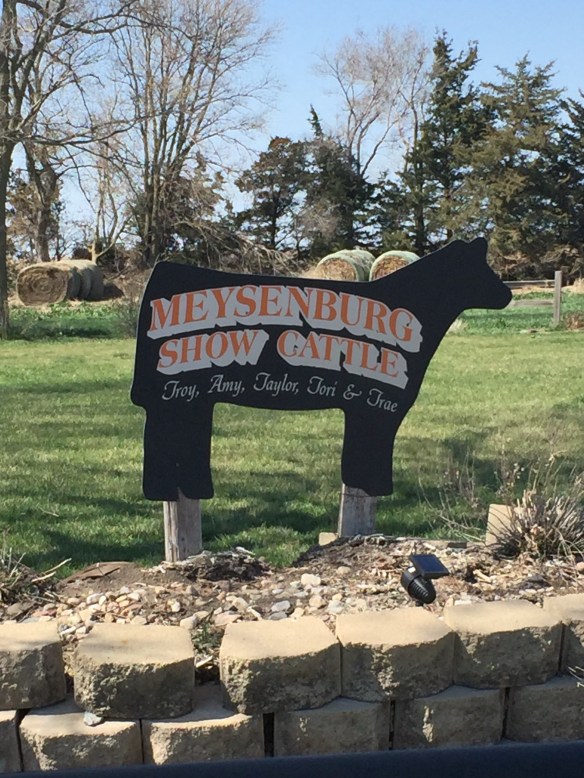 MEYSENBURG
SHOW CATTLE
Troy, Amy, Taylor, Tori & Trae